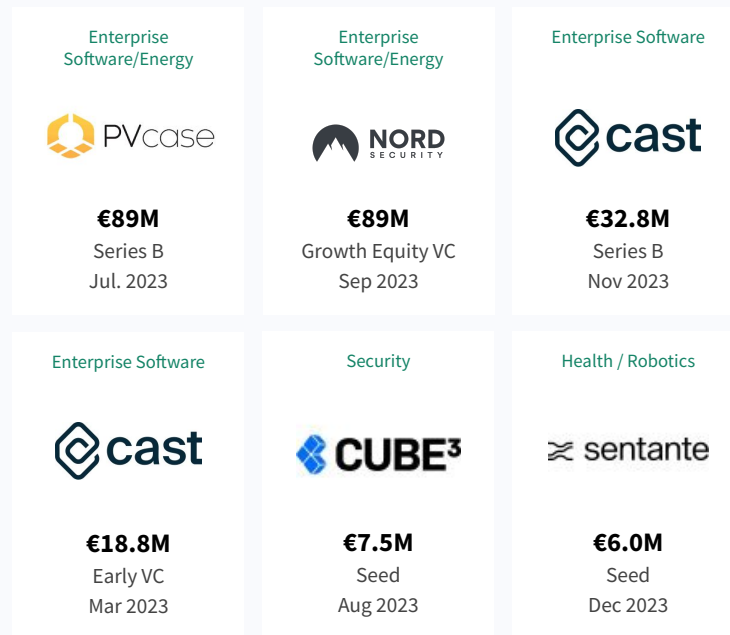 Enterprise
Software/Energy
PVcase
€89M
Series B
Jul. 2023
Enterprise
Software/Energy
NORD
SECURITY
€89M
Growth Equity VC
Sep 2023
Enterprise Software
cast
€32.8M
Series B
Nov 2023
Enterprise Software
cast
€18.8M
Early VC
Mar 2023
Security
CUBE³
€7.5M
Seed
Aug 2023
Health / Robotics
sentante
€6.0M
Seed
Dec 2023